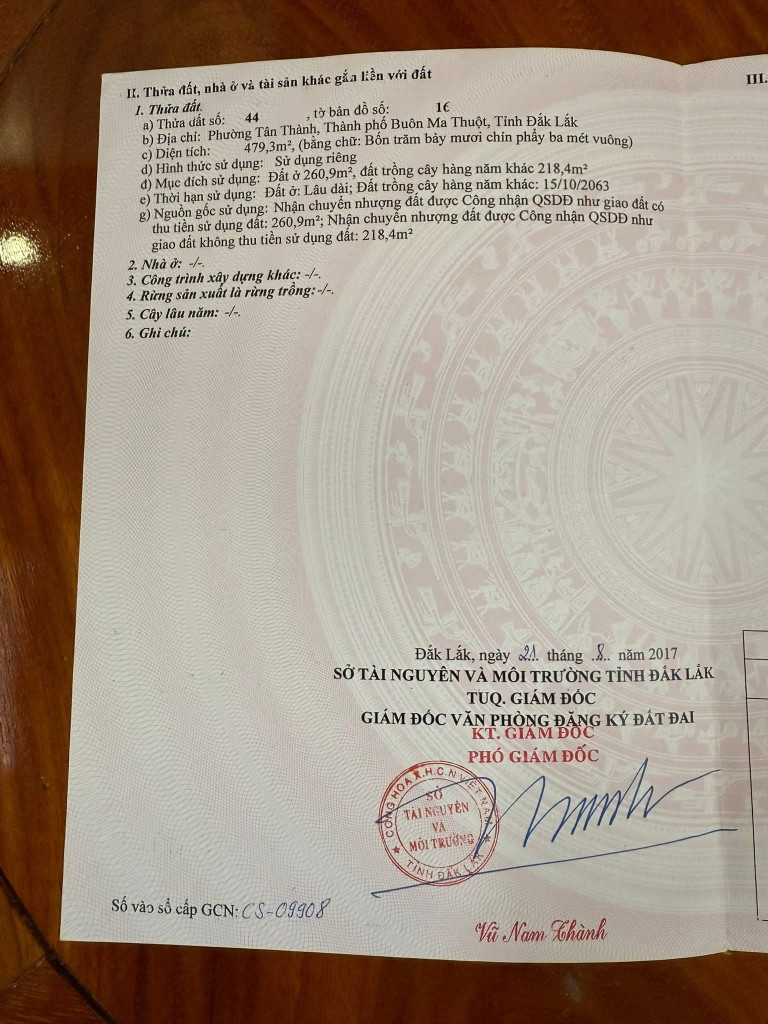 II. Thửa đất, nhà ở và tài sản khác gắn liền với đất
III.
1. Thửa đất
a) Thửa đất số: 44 , tờ bản đồ số: 16
b) Địa chỉ: Phường Tân Thành, Thành phố Buôn Ma Thuột, Tỉnh Đắk Lắk
c) Diện tích: 479,3m², (bằng chữ: Bốn trăm bảy mươi chín phẩy ba mét vuông)
d) Hình thức sử dụng: Sử dụng riêng
đ) Mục đích sử dụng: Đất ở 260,9m², đất trồng cây hàng năm khác 218,4m²
e) Thời hạn sử dụng: Đất ở: Lâu dài; Đất trồng cây hàng năm khác: 15/10/2063
g) Nguồn gốc sử dụng: Nhận chuyển nhượng đất được Công nhận QSDĐ như giao đất có
thu tiền sử dụng đất: 260,9m²; Nhận chuyển nhượng đất được Công nhận QSDĐ như
giao đất không thu tiền sử dụng đất: 218,4m²
2. Nhà ở: -/-.
3. Công trình xây dựng khác: -/-.
4. Rừng sản xuất là rừng trồng: -/-.
5. Cây lâu năm: -/-.
6. Ghi chú:
Đắk Lắk, ngày 21 tháng 8 năm 2017
SỞ TÀI NGUYÊN VÀ MÔI TRƯỜNG TỈNH ĐẮK LẮK
TUQ. GIÁM ĐỐC
GIÁM ĐỐC VĂN PHÒNG ĐĂNG KÝ ĐẤT ĐAI
KT. GIÁM ĐỐC
PHÓ GIÁM ĐỐC
CỘNG HÒA X.H.C.N VIỆT NAM
SỞ
TÀI NGUYÊN
VÀ
MÔI TRƯỜNG
TỈNH ĐẮK LẮK
Số vào sổ cấp GCN: CS-09908
Vũ Nam Thành